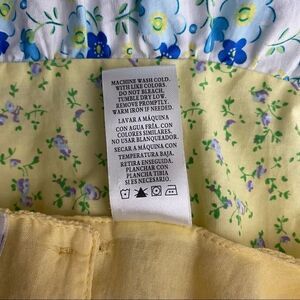 MACHINE WASH COLD.
WITH LIKE COLORS.
DO NOT BLEACH.
TUMBLE DRY LOW.
REMOVE PROMPTLY.
WARM IRON IF NEEDED.
LAVAR A MÁQUINA
CON AGUA FRÍA. CON
COLORES SIMILARES.
NO USAR BLANQUEADOR.
SECAR A MÁQUINA CON
TEMPERATURA BAJA.
RETIRA ENSEGUIDA.
PLANCHAR CON
PLANCHA TIBIA
SI ES NECESARIO.